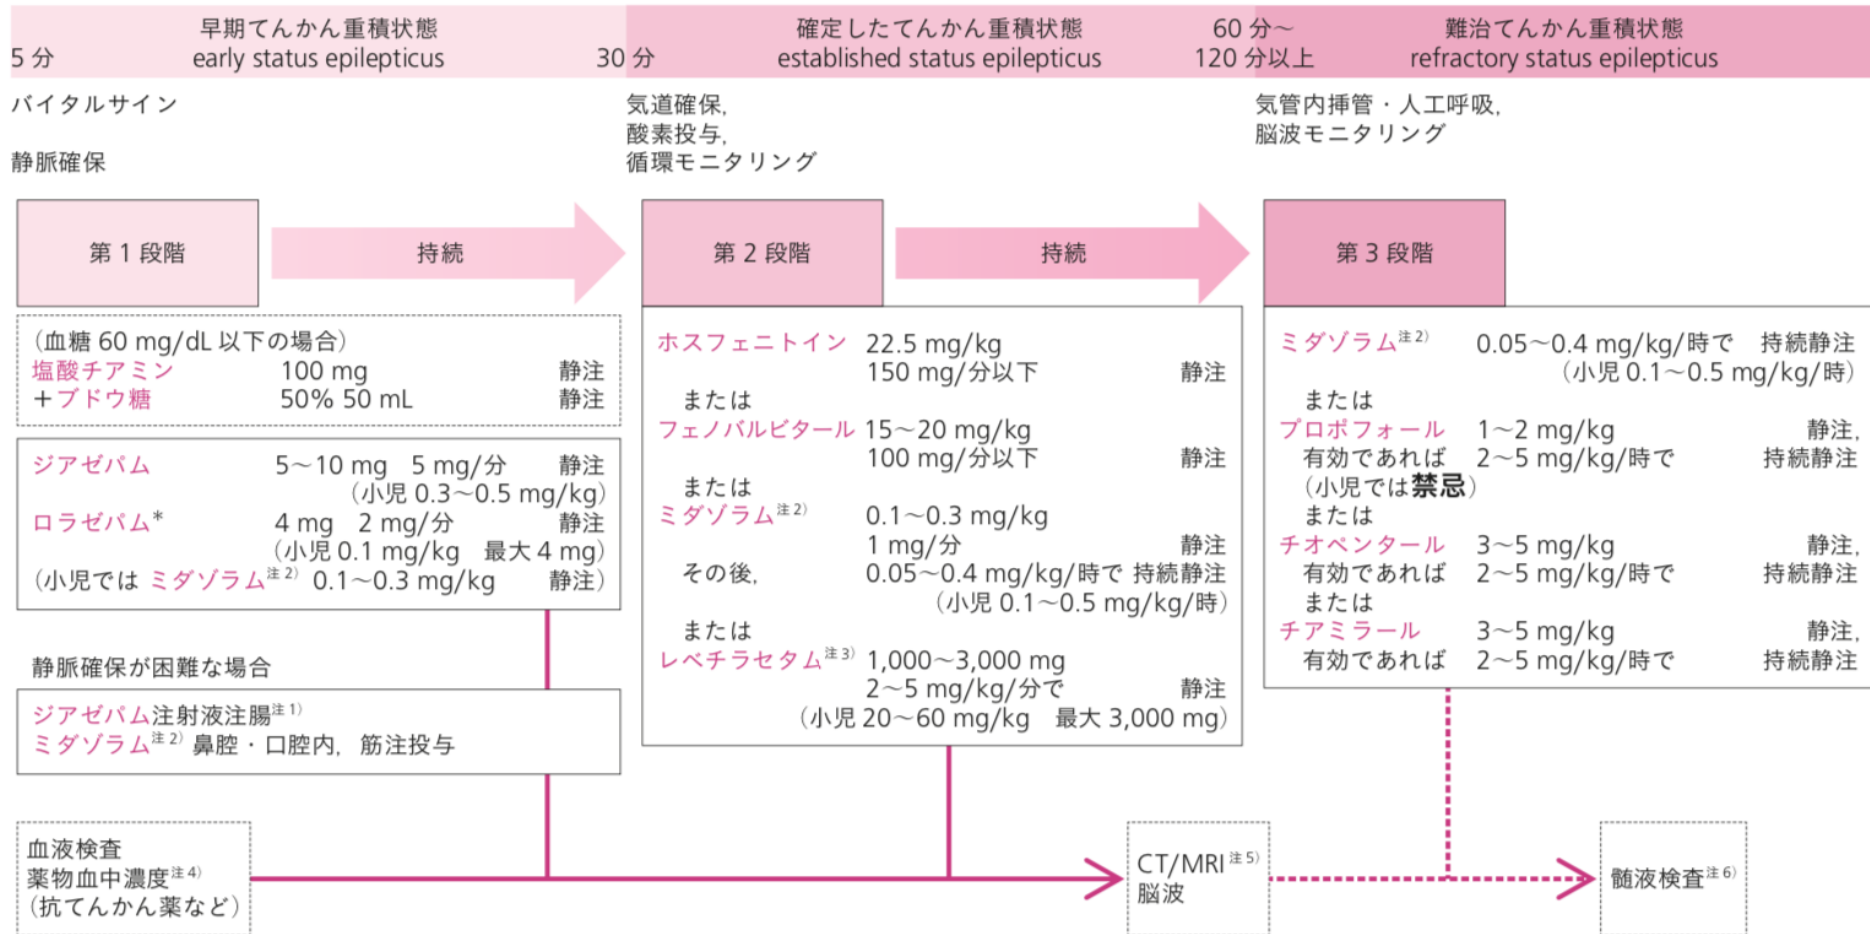 早期てんかん重積状態
5 分 early status epilepticus
30 分
確定したてんかん重積状態
established status epilepticus
60 分～
120 分以上
難治てんかん重積状態
refractory status epilepticus
バイタルサイン
静脈確保
気道確保,
酸素投与,
循環モニタリング
気管内挿管・人工呼吸,
脳波モニタリング
第 1 段階
持続
第 2 段階
持続
第 3 段階
（血糖 60 mg/dL 以下の場合）
塩酸チアミン 100 mg 静注
＋ブドウ糖 50% 50 mL 静注
ジアゼパム 5～10 mg 5 mg/分 静注
（小児 0.3～0.5 mg/kg）
ロラゼパム* 4 mg 2 mg/分 静注
（小児 0.1 mg/kg 最大 4 mg）
（小児では ミダゾラム注2） 0.1～0.3 mg/kg 静注）
静脈確保が困難な場合
ジアゼパム注射液注腸注1）
ミダゾラム注2） 鼻腔・口腔内, 筋注投与
ホスフェニトイン 22.5 mg/kg
150 mg/分以下 静注
または
フェノバルビタール 15～20 mg/kg
100 mg/分以下 静注
または
ミダゾラム注2） 0.1～0.3 mg/kg
1 mg/分 静注
その後, 0.05～0.4 mg/kg/時で 持続静注
（小児 0.1～0.5 mg/kg/時）
または
レベチラセタム注3） 1,000～3,000 mg
2～5 mg/kg/分で 静注
（小児 20～60 mg/kg 最大 3,000 mg）
ミダゾラム注2） 0.05～0.4 mg/kg/時で 持続静注
（小児 0.1～0.5 mg/kg/時）
または
プロポフォール 1～2 mg/kg 静注,
有効であれば 2～5 mg/kg/時で 持続静注
（小児では禁忌）
または
チオペンタール 3～5 mg/kg 静注,
有効であれば 2～5 mg/kg/時で 持続静注
または
チアミラール 3～5 mg/kg 静注,
有効であれば 2～5 mg/kg/時で 持続静注
血液検査
薬物血中濃度注4）
（抗てんかん薬など）
CT/MRI注5）
脳波
髄液検査注6）